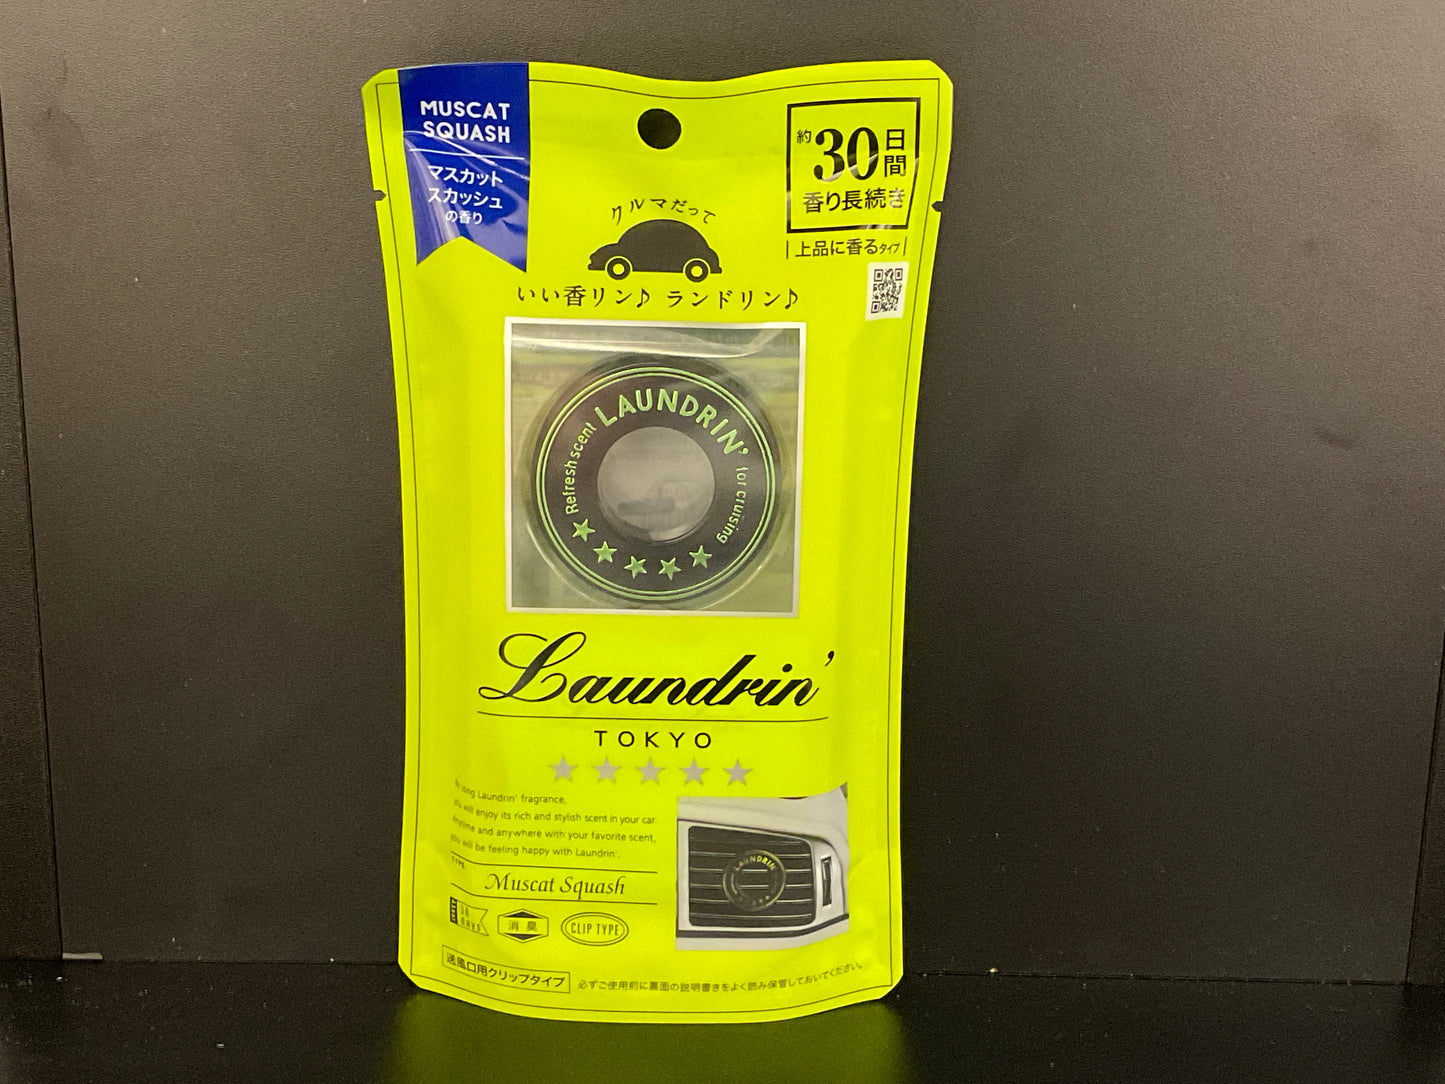 MUSCAT
SQUASH
マスカット
スカッシュ
の香り
約30日間
香り長続き
上品に香るタイプ
クルマだって
いい香リン♪ ランドリン♪
LAUNDRIN'
Refresh scent
for cruising
Laundrin'
TOKYO
By using Laundrin' fragrance,
you will enjoy its rich and stylish scent in your car.
Anytime and anywhere with your favorite scent,
you will be feeling happy with Laundrin'.
TYPE
Muscat Squash
30
days
消臭
CLIP TYPE
LAUNDRIN'
送風口用クリップタイプ
必ずご使用前に裏面の説明書きをよく読み保管しておいてください。